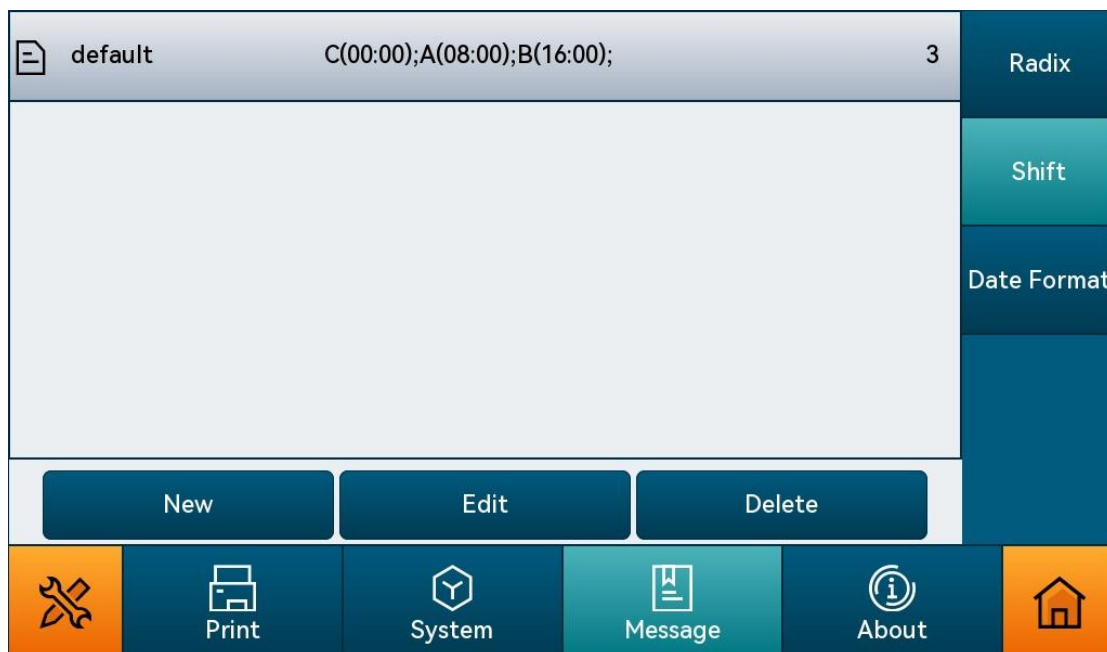 default C(00:00);A(08:00);B(16:00); 3
Radix
Shift
Date Format
New Edit Delete
Print System Message About